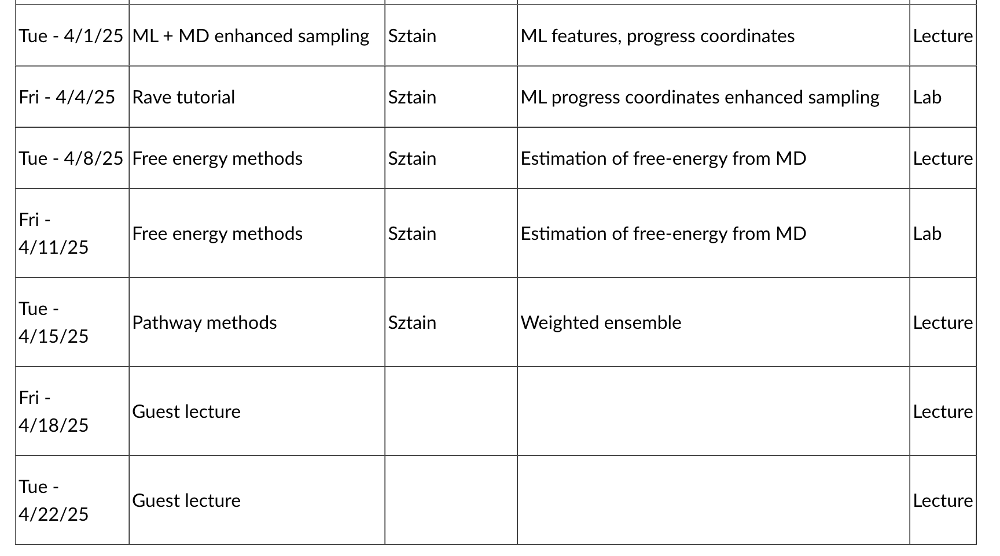 Tue - 4/1/25 ML + MD enhanced sampling Sztain ML features, progress coordinates Lecture
Fri - 4/4/25 Rave tutorial Sztain ML progress coordinates enhanced sampling Lab
Tue - 4/8/25 Free energy methods Sztain Estimation of free-energy from MD Lecture
Fri -
4/11/25 Free energy methods Sztain Estimation of free-energy from MD Lab
Tue -
4/15/25 Pathway methods Sztain Weighted ensemble Lecture
Fri -
4/18/25 Guest lecture Lecture
Tue -
4/22/25 Guest lecture Lecture